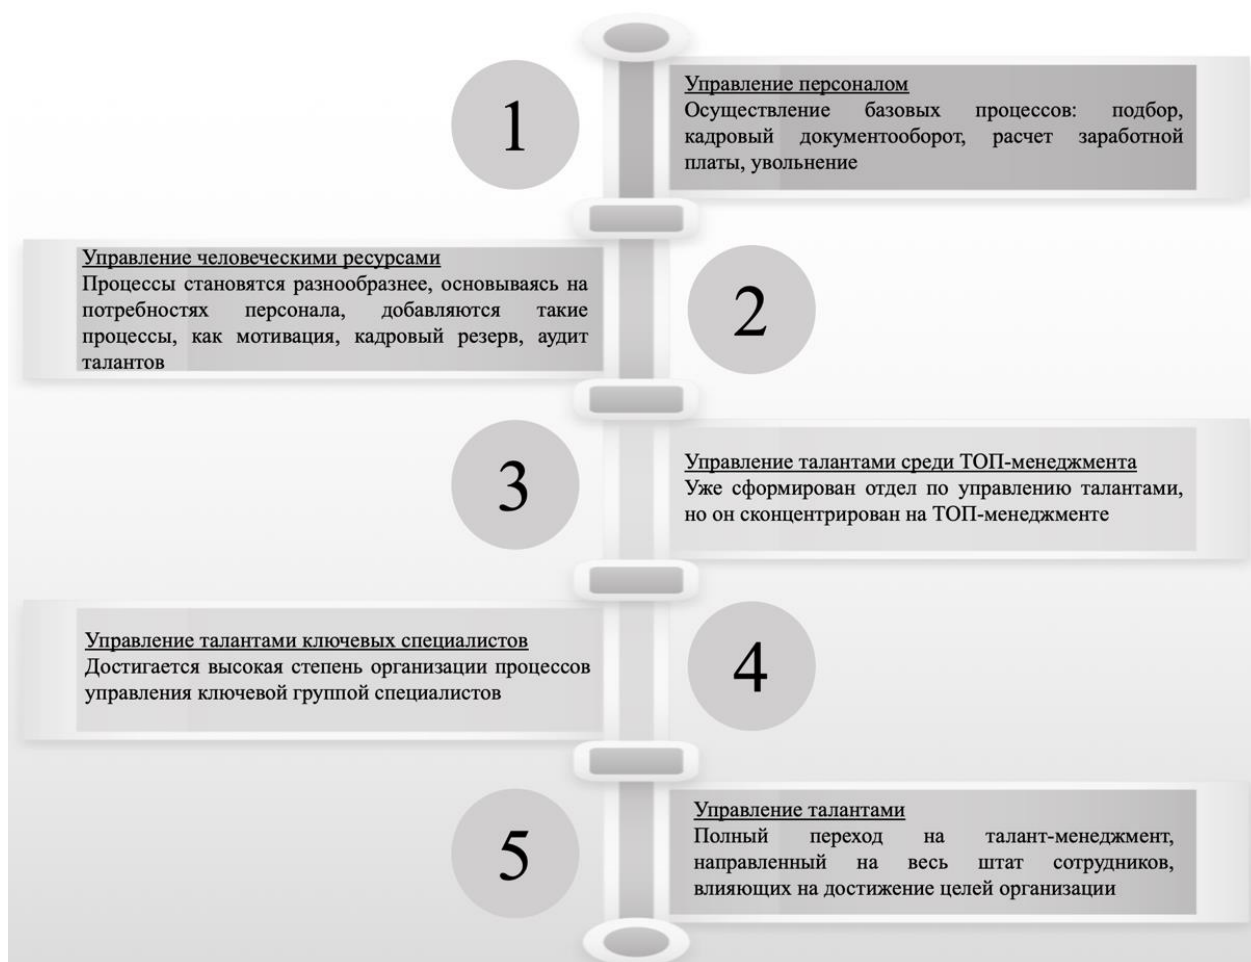 1
Управление персоналом
Осуществление базовых процессов: подбор,
кадровый документооборот, расчет заработной
платы, увольнение
Управление человеческими ресурсами
Процессы становятся разнообразнее, основываясь на
потребностях персонала, добавляются такие
процессы, как мотивация, кадровый резерв, аудит
талантов
2
3
Управление талантами среди ТОП-менеджмента
Уже сформирован отдел по управлению талантами,
но он сконцентрирован на ТОП-менеджменте
Управление талантами ключевых специалистов
Достигается высокая степень организации процессов
управления ключевой группой специалистов
4
5
Управление талантами
Полный переход на талант-менеджмент,
направленный на весь штат сотрудников,
влияющих на достижение целей организации